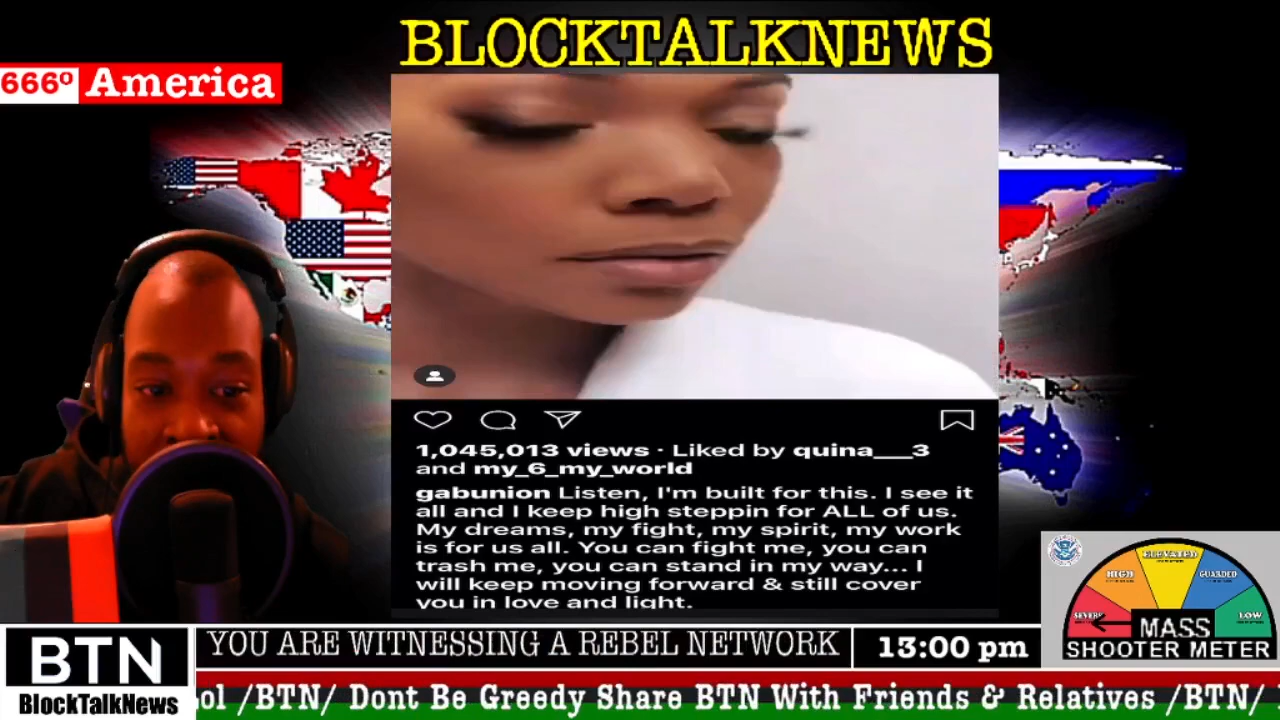 BLOCKTALKNEWS
666º America
1,045,013 views · Liked by quina___3
and my_6_my_world
gabunion Listen, I'm built for this. I see it
all and I keep high steppin for ALL of us.
My dreams, my fight, my spirit, my work
is for us all. You can fight me, you can
trash me, you can stand in my way... I
will keep moving forward & still cover
you in love and light.
SEVERE
HIGH
ELEVATED
GUARDED
LOW
MASS
SHOOTER METER
BTN
BlockTalkNews
YOU ARE WITNESSING A REBEL NETWORK
13:00 pm
ol /BTN/ Dont Be Greedy Share BTN With Friends & Relatives /BTN/